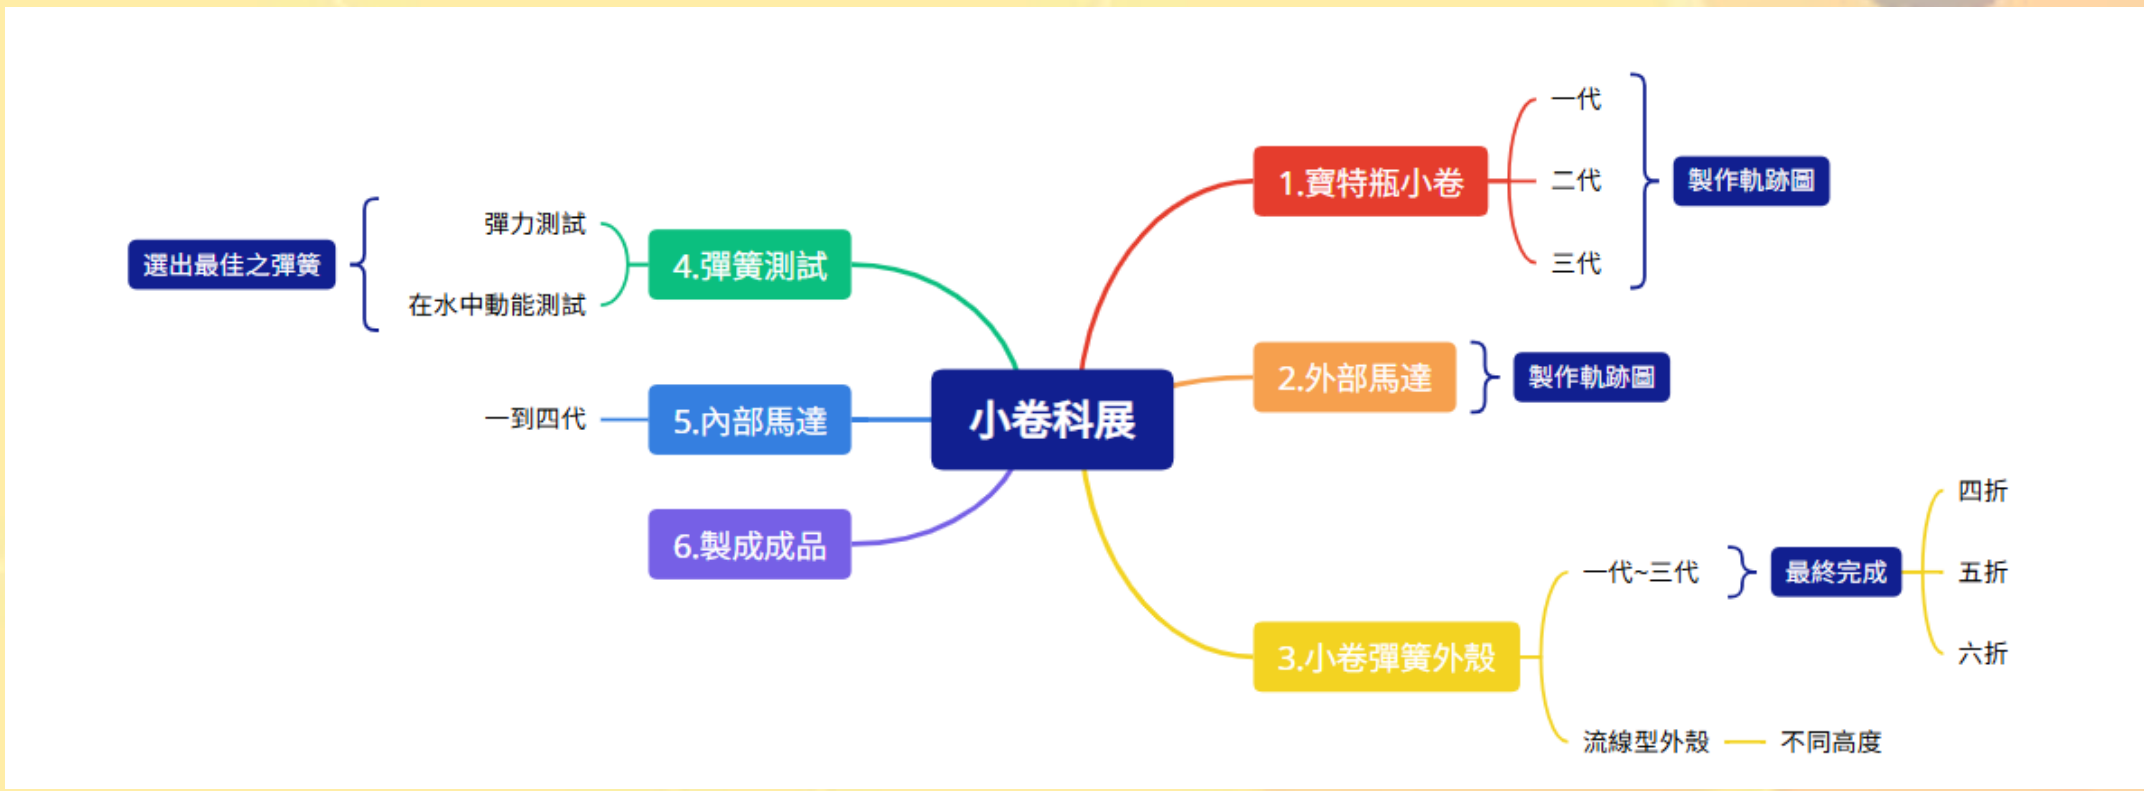 小卷科展
1.寶特瓶小卷
一代
二代
三代
製作軌跡圖
2.外部馬達
製作軌跡圖
3.小卷彈簧外殼
一代~三代
最終完成
四折
五折
六折
流線型外殼
不同高度
4.彈簧測試
彈力測試
在水中動能測試
選出最佳之彈簧
5.內部馬達
一到四代
6.製成成品